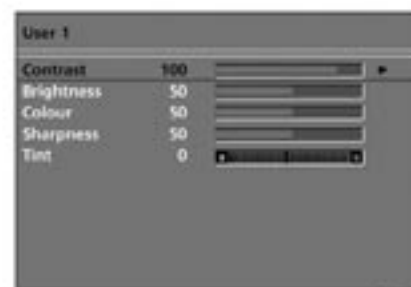 User 1
Contrast 100
Brightness 50
Colour 50
Sharpness 50
Tint 0